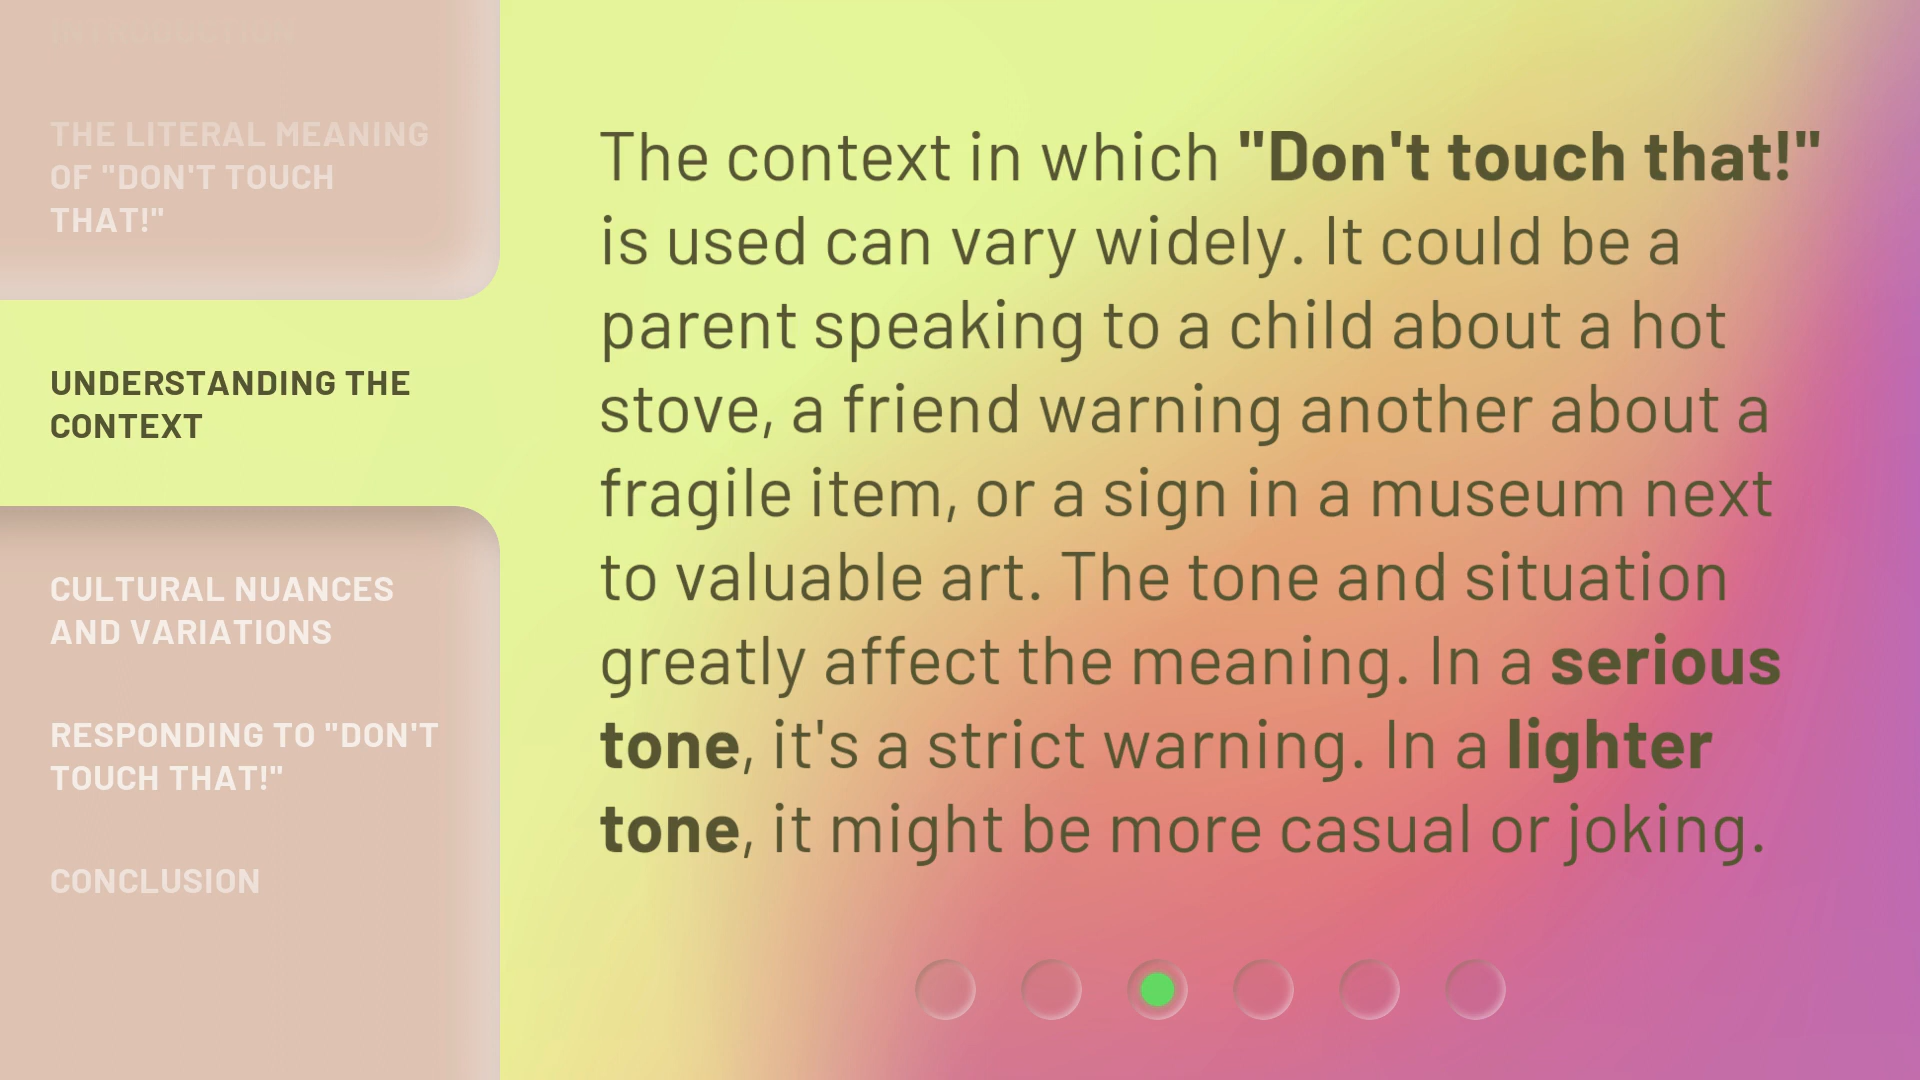 INTRODUCTION
THE LITERAL MEANING
OF "DON'T TOUCH
THAT!"
UNDERSTANDING THE
CONTEXT
CULTURAL NUANCES
AND VARIATIONS
RESPONDING TO "DON'T
TOUCH THAT!"
CONCLUSION
The context in which "Don't touch that!"
is used can vary widely. It could be a
parent speaking to a child about a hot
stove, a friend warning another about a
fragile item, or a sign in a museum next
to valuable art. The tone and situation
greatly affect the meaning. In a serious
tone, it's a strict warning. In a lighter
tone, it might be more casual or joking.